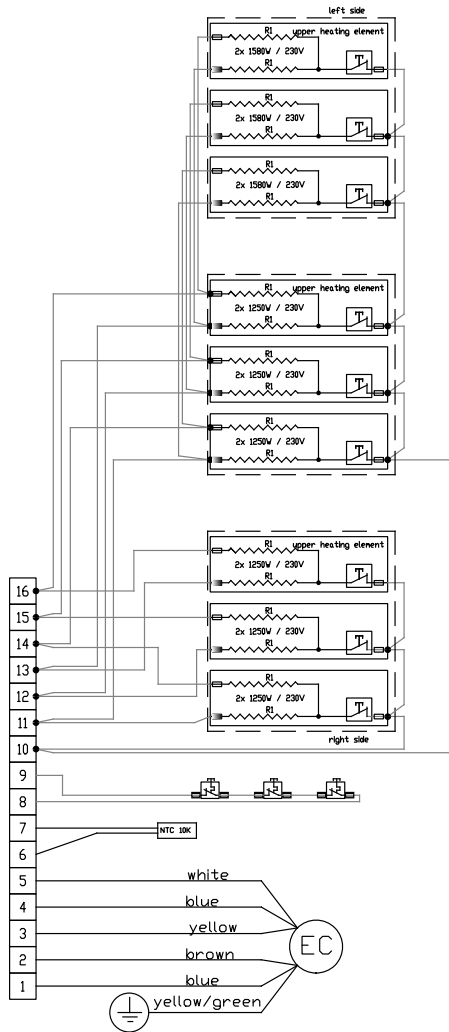 left side
upper heating element
R1
R1
2x 1580W / 230V
R1
R1
2x 1580W / 230V
R1
R1
2x 1580W / 230V
upper heating element
R1
R1
2x 1250W / 230V
R1
R1
2x 1250W / 230V
R1
R1
2x 1250W / 230V
upper heating element
R1
R1
2x 1250W / 230V
R1
R1
2x 1250W / 230V
R1
R1
2x 1250W / 230V
right side
16
15
14
13
12
11
10
9
8
7
NTC 10K
6
5
white
4
blue
3
yellow
EC
2
brown
1
blue
yellow/green